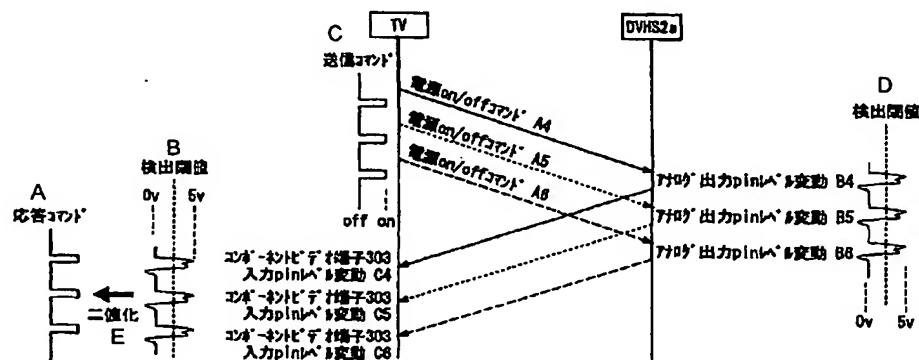 TV
DVHS2a
C
送信コマンド
電源on/offコマンド A4
電源on/offコマンド A5
電源on/offコマンド A6
off on
D
検出閾値
アナログ出力pinレベル変動 B4
アナログ出力pinレベル変動 B5
アナログ出力pinレベル変動 B6
0v
5v
B
検出閾値
0v
5v
A
応答コマンド
二値化
E
コンポーネントビデオ端子303
入力pinレベル変動 C4
コンポーネントビデオ端子303
入力pinレベル変動 C5
コンポーネントビデオ端子303
入力pinレベル変動 C6